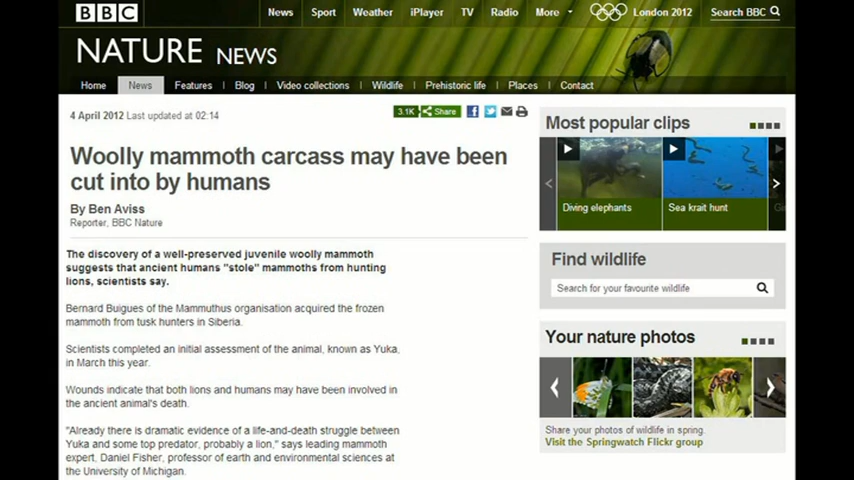 BBC
News Sport Weather iPlayer TV Radio More London 2012 Search BBC
NATURE NEWS
Home News Features Blog Video collections Wildlife Prehistoric life Places Contact
4 April 2012 Last updated at 02:14
3.1K Share
Woolly mammoth carcass may have been
cut into by humans
By Ben Aviss
Reporter, BBC Nature
The discovery of a well-preserved juvenile woolly mammoth
suggests that ancient humans "stole" mammoths from hunting
lions, scientists say.
Bernard Buigues of the Mammuthus organisation acquired the frozen
mammoth from tusk hunters in Siberia.
Scientists completed an initial assessment of the animal, known as Yuka,
in March this year.
Wounds indicate that both lions and humans may have been involved in
the ancient animal's death.
"Already there is dramatic evidence of a life-and-death struggle between
Yuka and some top predator, probably a lion," says leading mammoth
expert, Daniel Fisher, professor of earth and environmental sciences at
the University of Michigan.
Most popular clips
Diving elephants
Sea krait hunt
Find wildlife
Search for your favourite wildlife
Your nature photos
Share your photos of wildlife in spring.
Visit the Springwatch Flickr group